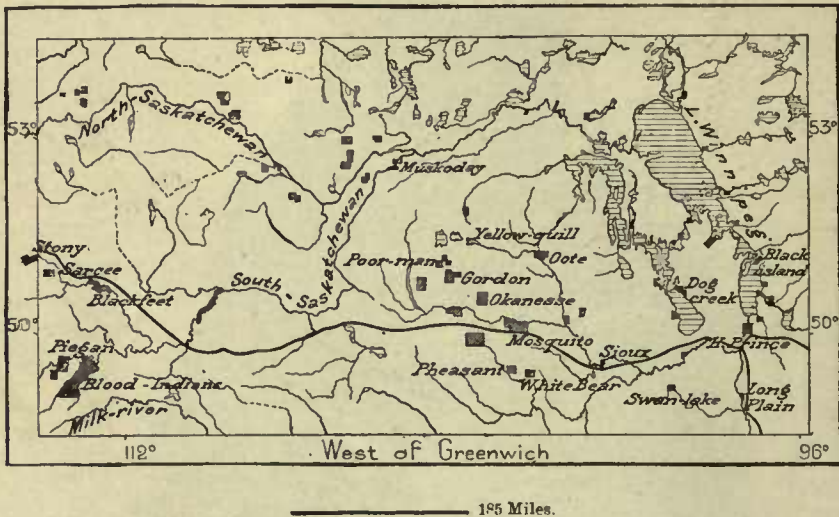 53°
North-Saskatchewan
L. Winnipeg
53°
Muskoday
Yellow-quill
Stony
Sarcee
Blackfeet
South-Saskatchewan
Poor-man
Gordon
Okanesse
Oote
Dog
creek
Black
island
50°
50°
Mosquito
Piegan
Blood-Indians
Milk-river
Pheasant
White Bear
Sioux
H. Prince
Swan-lake
Long
Plain
112°
West of Greenwich
96°
185 Miles.